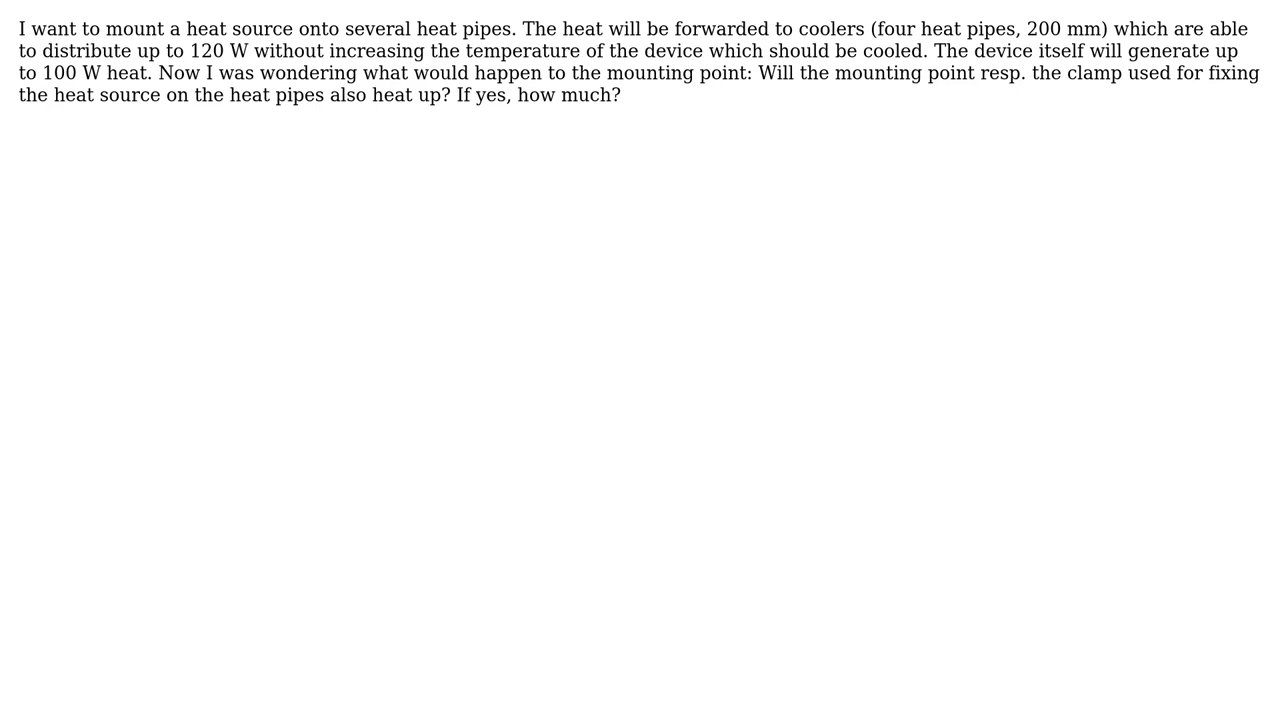 I want to mount a heat source onto several heat pipes. The heat will be forwarded to coolers (four heat pipes, 200 mm) which are able
to distribute up to 120 W without increasing the temperature of the device which should be cooled. The device itself will generate up
to 100 W heat. Now I was wondering what would happen to the mounting point: Will the mounting point resp. the clamp used for fixing
the heat source on the heat pipes also heat up? If yes, how much?